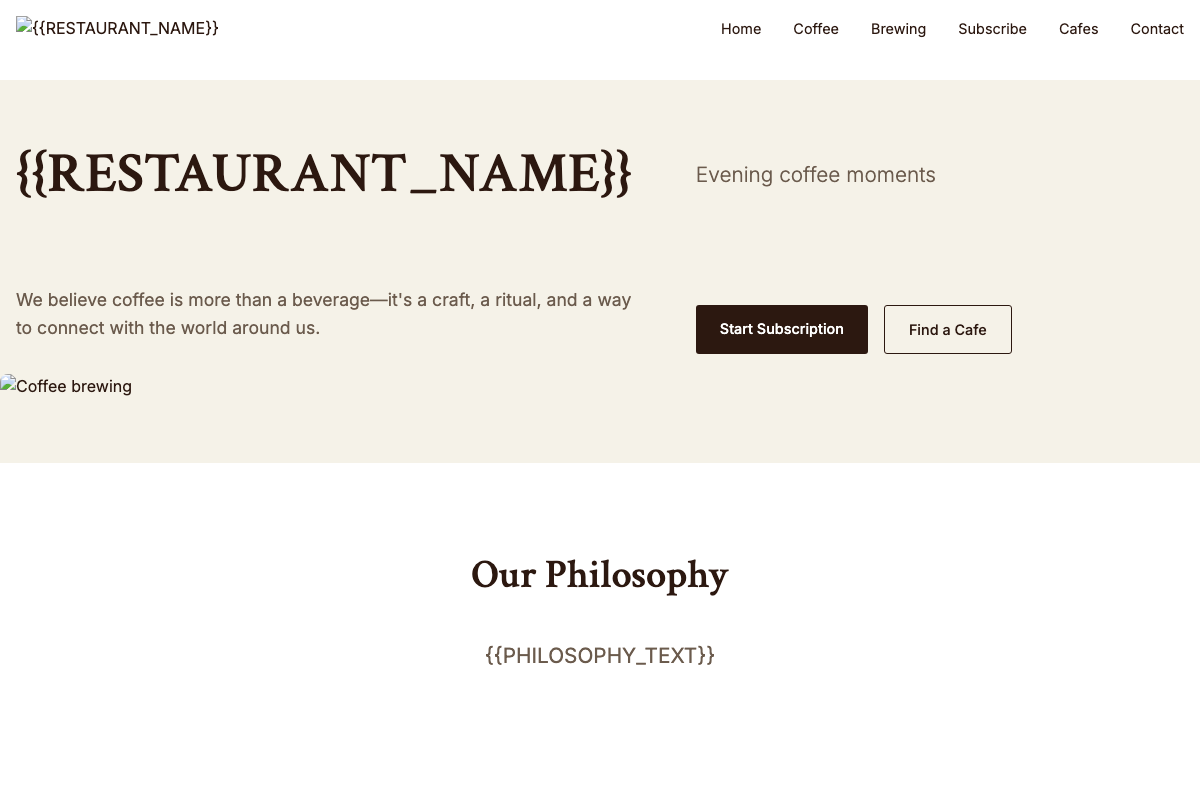 {{RESTAURANT_NAME}}
Home
Coffee
Brewing
Subscribe
Cafes
Contact
{{RESTAURANT_NAME}}
Evening coffee moments
We believe coffee is more than a beverage—it's a craft, a ritual, and a way
to connect with the world around us.
Start Subscription
Find a Cafe
Coffee brewing
Our Philosophy
{{PHILOSOPHY_TEXT}}